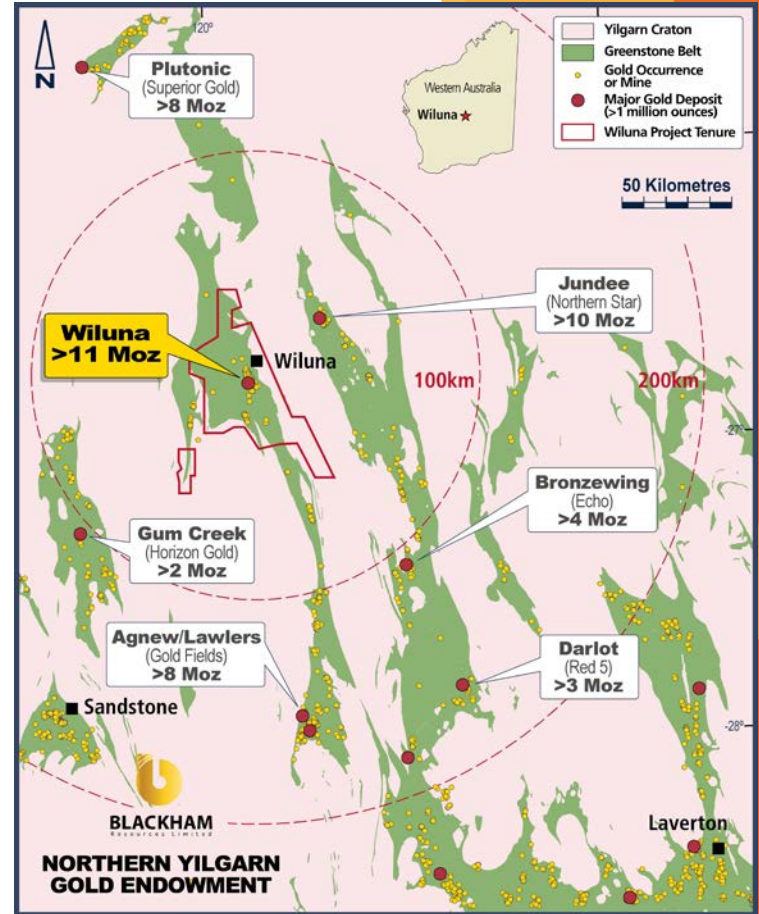 120°
N
Plutonic
(Superior Gold)
>8 Moz
Western Australia
Wiluna
Yilgarn Craton
Greenstone Belt
Gold Occurrence
or Mine
Major Gold Deposit
(>1 million ounces)
Wiluna Project Tenure
50 Kilometres
Jundee
(Northern Star)
>10 Moz
Wiluna
>11 Moz
Wiluna
100km
200km
-27°
Bronzewing
(Echo)
>4 Moz
Gum Creek
(Horizon Gold)
>2 Moz
Agnew/Lawlers
(Gold Fields)
>8 Moz
Darlot
(Red 5)
>3 Moz
Sandstone
-28°
BLACKHAM
Resources Limited
Laverton
NORTHERN YILGARN
GOLD ENDOWMENT